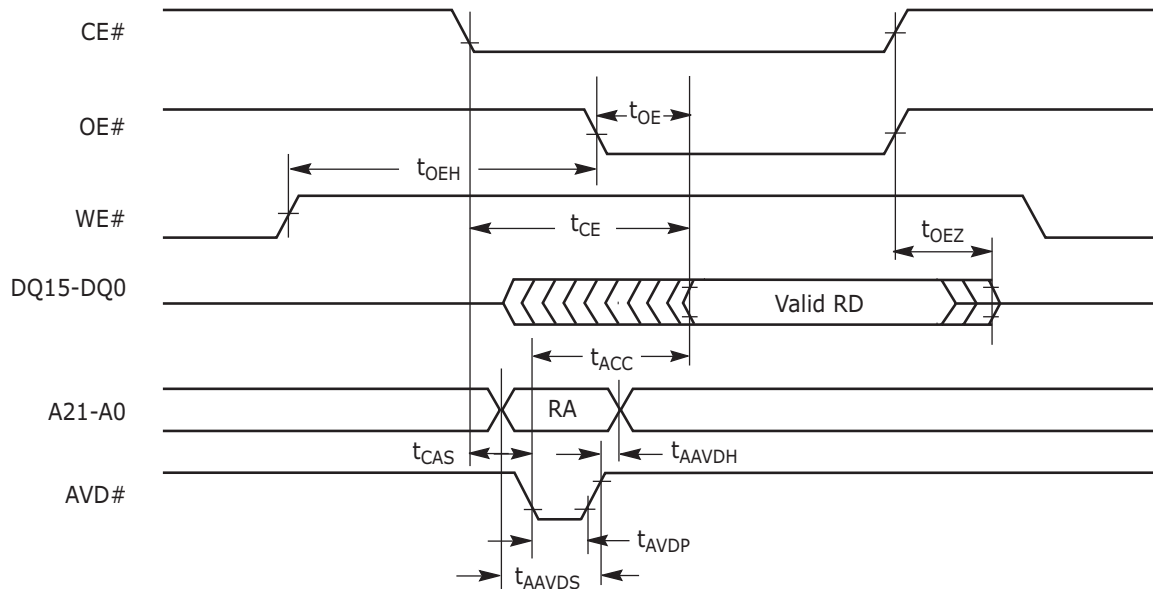 CE#
OE#
tOE
tOEH
WE#
tCE
tOEZ
DQ15-DQ0
Valid RD
tACC
A21-A0
RA
tCAS
tAAVDH
AVD#
tAVDP
tAAVDS